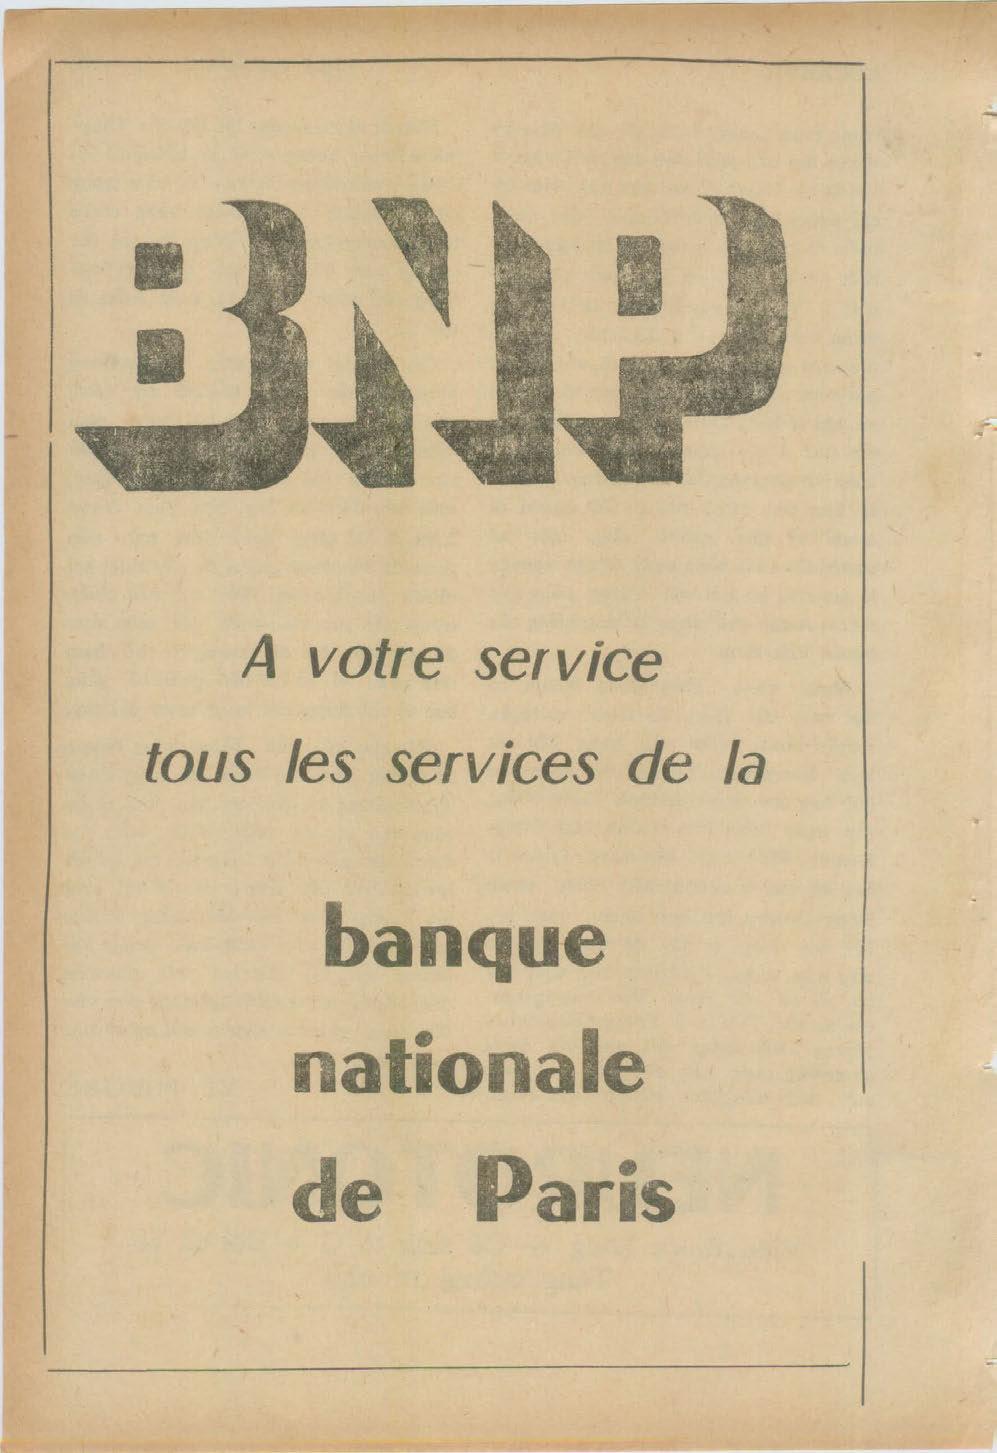 BNP
A votre service
tous les services de la
banque
nationale
de Paris